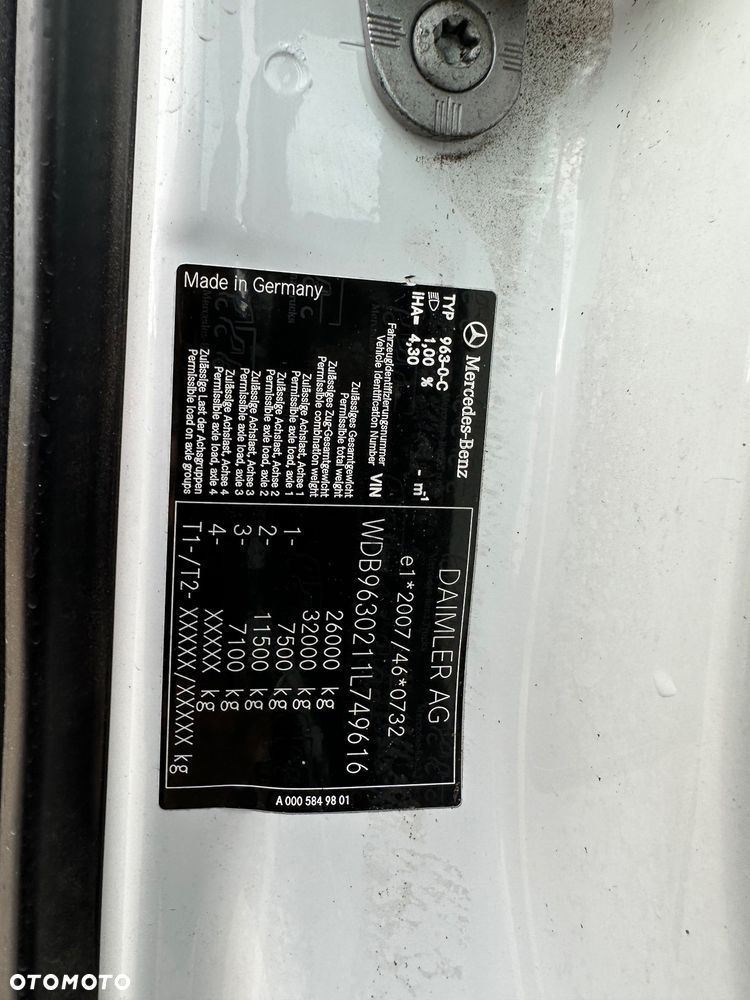 Mercedes-Benz
DAIMLER AG
TYP 963-0-C
e1*2007/46*0732
1,00 %
IHA= 4,30 - m-1
Fahrzeugidentifizierungsnummer
Vehicle Identification Number VIN WDB9630211L749616
Zulässiges Gesamtgewicht
Permissible total weight 26000 kg
Zulässiges Zug-Gesamtgewicht
Permissible combination weight 32000 kg
Zulässige Achslast, Achse 1
Permissible axle load, axle 1 1- 7500 kg
Zulässige Achslast, Achse 2
Permissible axle load, axle 2 2- 11500 kg
Zulässige Achslast, Achse 3
Permissible axle load, axle 3 3- 7100 kg
Zulässige Achslast, Achse 4
Permissible axle load, axle 4 4- XXXXX kg
Zulässige Last der Achsgruppen
Permissible load on axle groups T1-/T2- XXXXX/XXXXX kg
Made in Germany
A 000 584 98 01
OTOMOTO